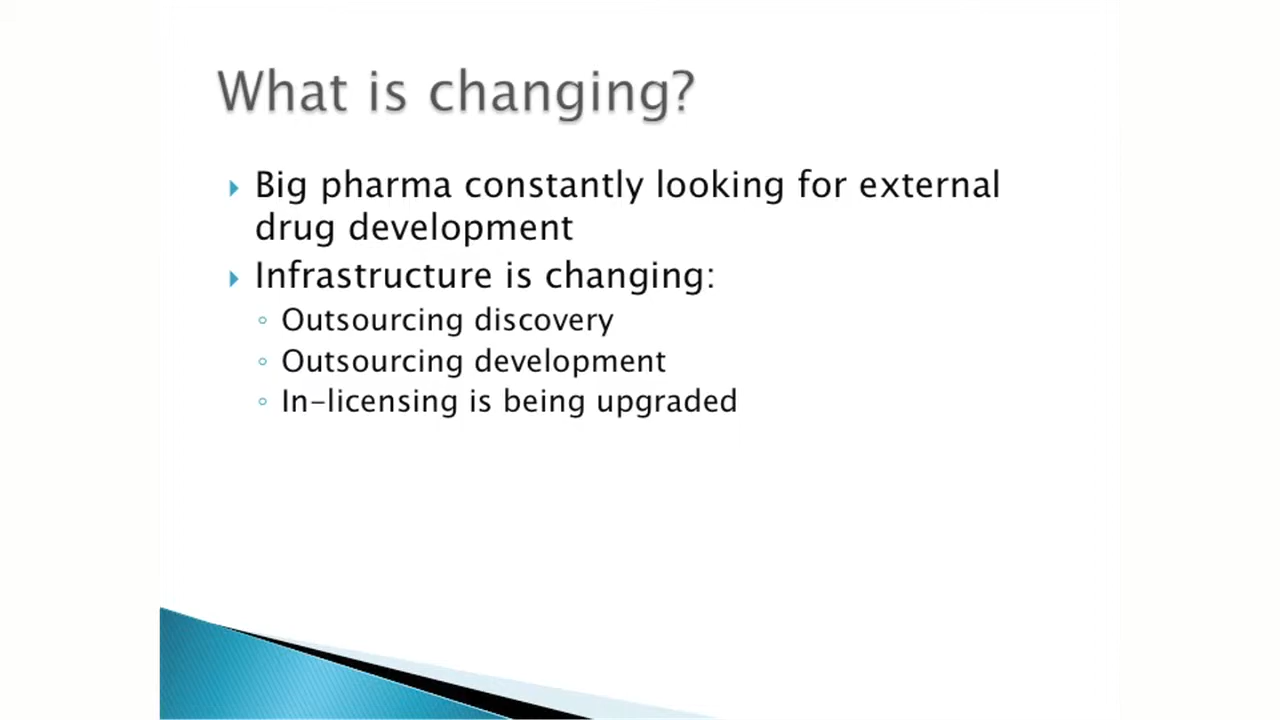 What is changing?
Big pharma constantly looking for external
drug development
Infrastructure is changing:
Outsourcing discovery
Outsourcing development
In-licensing is being upgraded